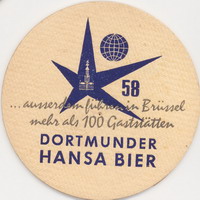 58
...ausserdem führen in Brüssel
mehr als 100 Gaststätten
DORTMUNDER
HANSA BIER